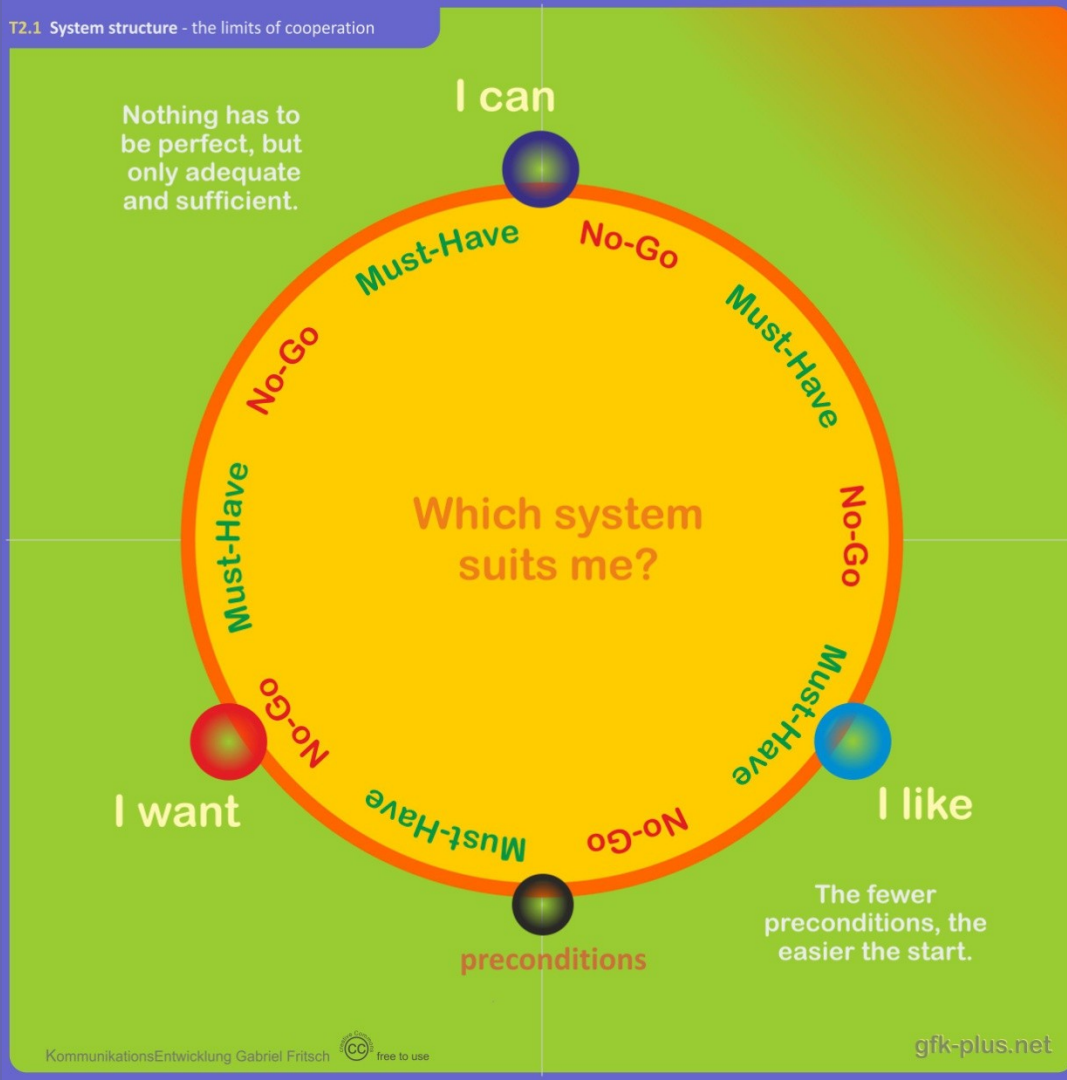 T2.1 System structure - the limits of cooperation
I can
Nothing has to
be perfect, but
only adequate
and sufficient.
Must-Have
No-Go
Must-Have
No-Go
Must-Have
No-Go
Must-Have
No-Go
Must-Have
No-Go
Which system
suits me?
I want
I like
The fewer
preconditions, the
easier the start.
preconditions
KommunikationsEntwicklung Gabriel Fritsch
Creative Commons
cc
free to use
gfk-plus.net